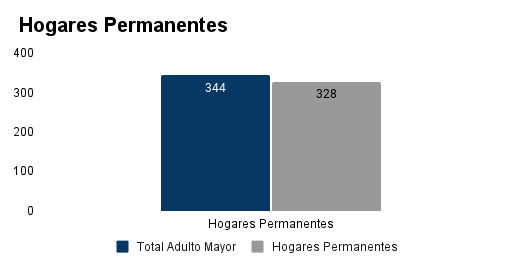 Hogares Permanentes
400
300
200
100
0
344
328
Hogares Permanentes
Total Adulto Mayor
Hogares Permanentes